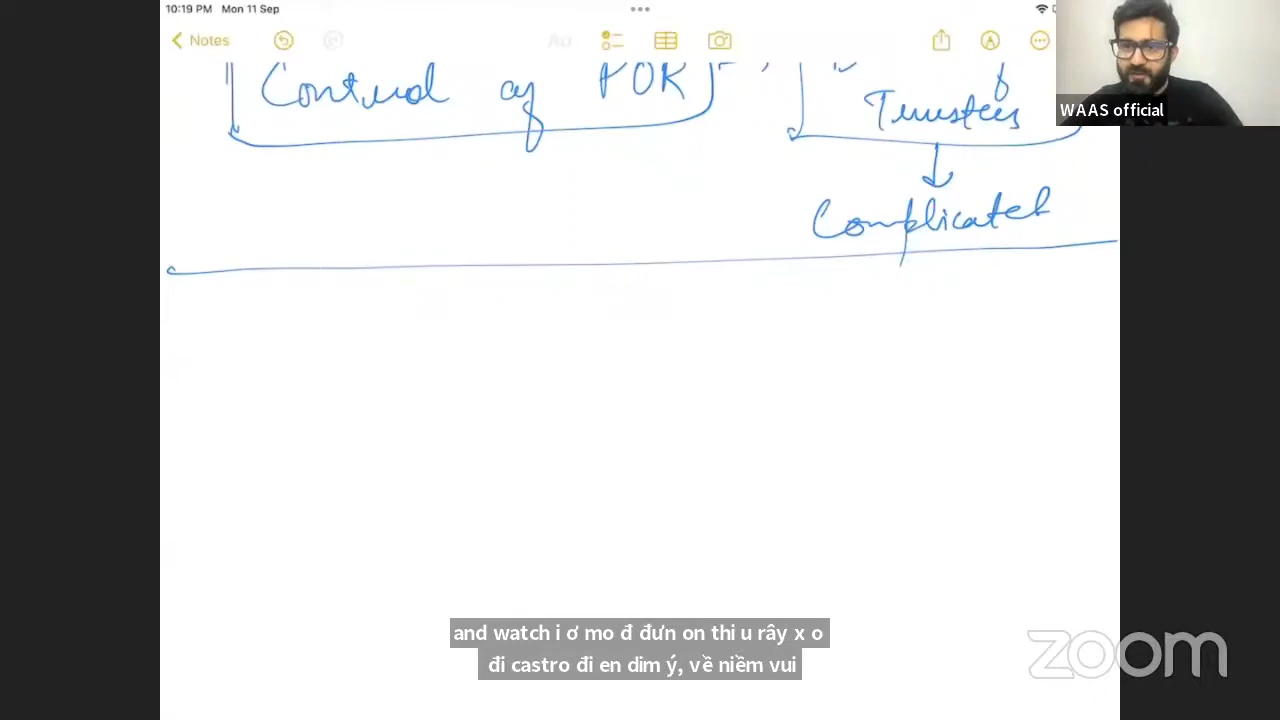 10:19 PM Mon 11 Sep
Notes
Control of POR
Trustees
WAAS official
Complicated
and watch i ơ mo đ đưn on thi u rây x o
đi castro đi en dim ý, về niềm vui
zoom